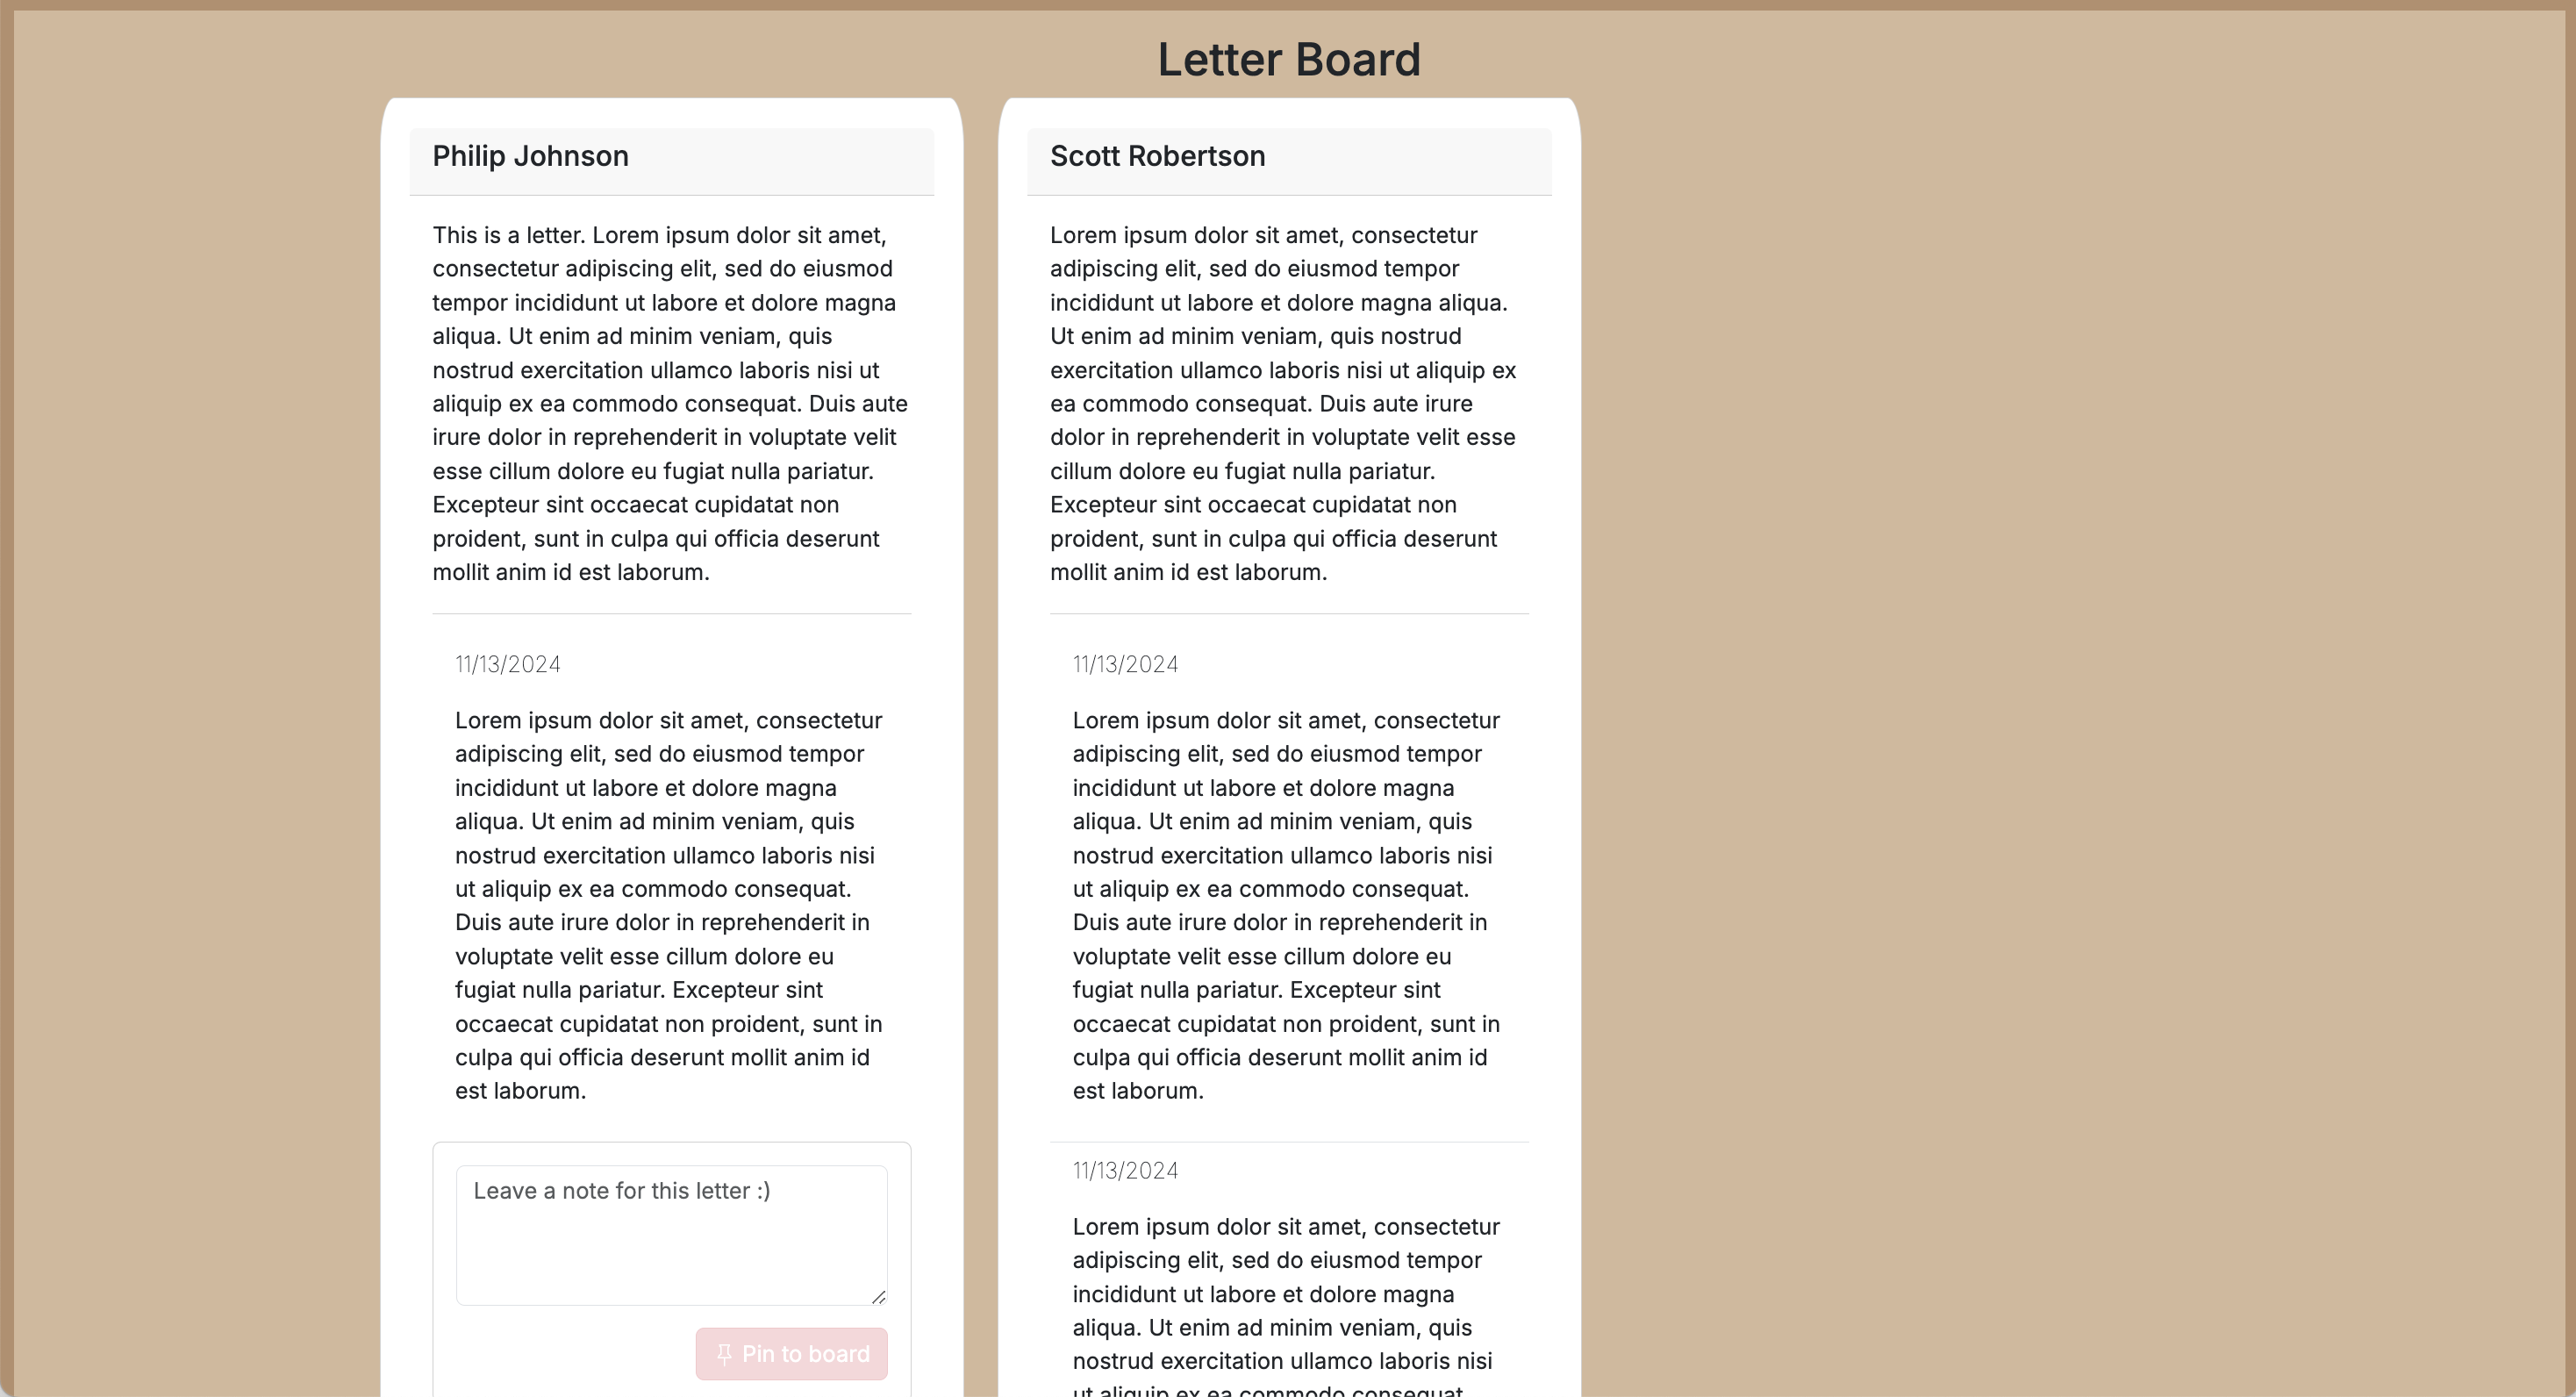 Letter Board
Philip Johnson
This is a letter. Lorem ipsum dolor sit amet,
consectetur adipiscing elit, sed do eiusmod
tempor incididunt ut labore et dolore magna
aliqua. Ut enim ad minim veniam, quis
nostrud exercitation ullamco laboris nisi ut
aliquip ex ea commodo consequat. Duis aute
irure dolor in reprehenderit in voluptate velit
esse cillum dolore eu fugiat nulla pariatur.
Excepteur sint occaecat cupidatat non
proident, sunt in culpa qui officia deserunt
mollit anim id est laborum.
11/13/2024
Lorem ipsum dolor sit amet, consectetur
adipiscing elit, sed do eiusmod tempor
incididunt ut labore et dolore magna
aliqua. Ut enim ad minim veniam, quis
nostrud exercitation ullamco laboris nisi
ut aliquip ex ea commodo consequat.
Duis aute irure dolor in reprehenderit in
voluptate velit esse cillum dolore eu
fugiat nulla pariatur. Excepteur sint
occaecat cupidatat non proident, sunt in
culpa qui officia deserunt mollit anim id
est laborum.
Leave a note for this letter :)
Pin to board
Scott Robertson
Lorem ipsum dolor sit amet, consectetur
adipiscing elit, sed do eiusmod tempor
incididunt ut labore et dolore magna aliqua.
Ut enim ad minim veniam, quis nostrud
exercitation ullamco laboris nisi ut aliquip ex
ea commodo consequat. Duis aute irure
dolor in reprehenderit in voluptate velit esse
cillum dolore eu fugiat nulla pariatur.
Excepteur sint occaecat cupidatat non
proident, sunt in culpa qui officia deserunt
mollit anim id est laborum.
11/13/2024
Lorem ipsum dolor sit amet, consectetur
adipiscing elit, sed do eiusmod tempor
incididunt ut labore et dolore magna
aliqua. Ut enim ad minim veniam, quis
nostrud exercitation ullamco laboris nisi
ut aliquip ex ea commodo consequat.
Duis aute irure dolor in reprehenderit in
voluptate velit esse cillum dolore eu
fugiat nulla pariatur. Excepteur sint
occaecat cupidatat non proident, sunt in
culpa qui officia deserunt mollit anim id
est laborum.
11/13/2024
Lorem ipsum dolor sit amet, consectetur
adipiscing elit, sed do eiusmod tempor
incididunt ut labore et dolore magna
aliqua. Ut enim ad minim veniam, quis
nostrud exercitation ullamco laboris nisi
ut aliquip ex ea commodo consequat.